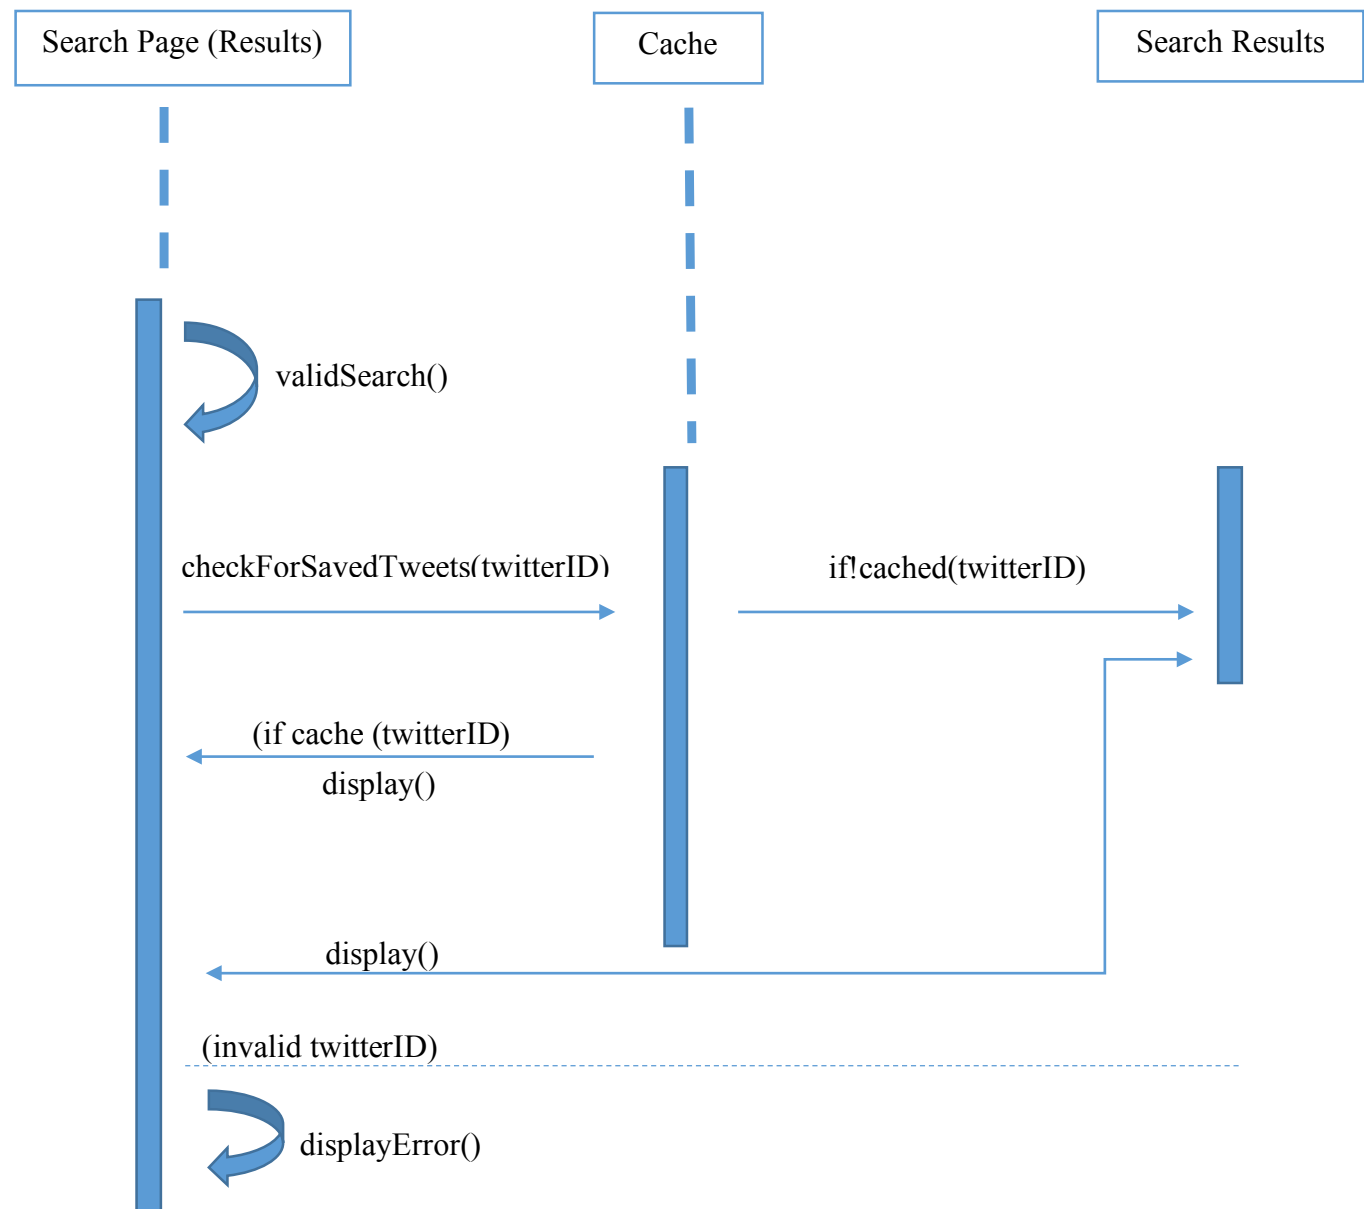 Search Page (Results)
Cache
Search Results
validSearch()
checkForSavedTweets(twitterID)
if!cached(twitterID)
(if cache (twitterID)
display()
display()
(invalid twitterID)
displayError()